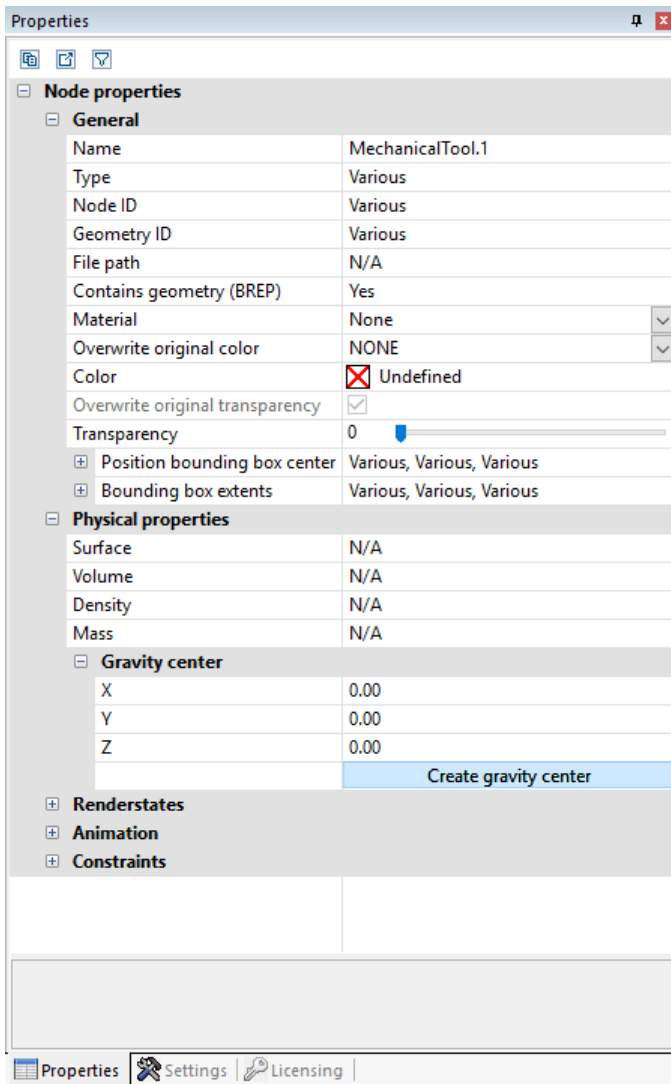 Properties
Node properties
General
Name MechanicalTool.1
Type Various
Node ID Various
Geometry ID Various
File path N/A
Contains geometry (BREP) Yes
Material None
Overwrite original color NONE
Color Undefined
Overwrite original transparency
Transparency 0
Position bounding box center Various, Various, Various
Bounding box extents Various, Various, Various
Physical properties
Surface N/A
Volume N/A
Density N/A
Mass N/A
Gravity center
X 0.00
Y 0.00
Z 0.00
Create gravity center
Renderstates
Animation
Constraints
Properties Settings Licensing